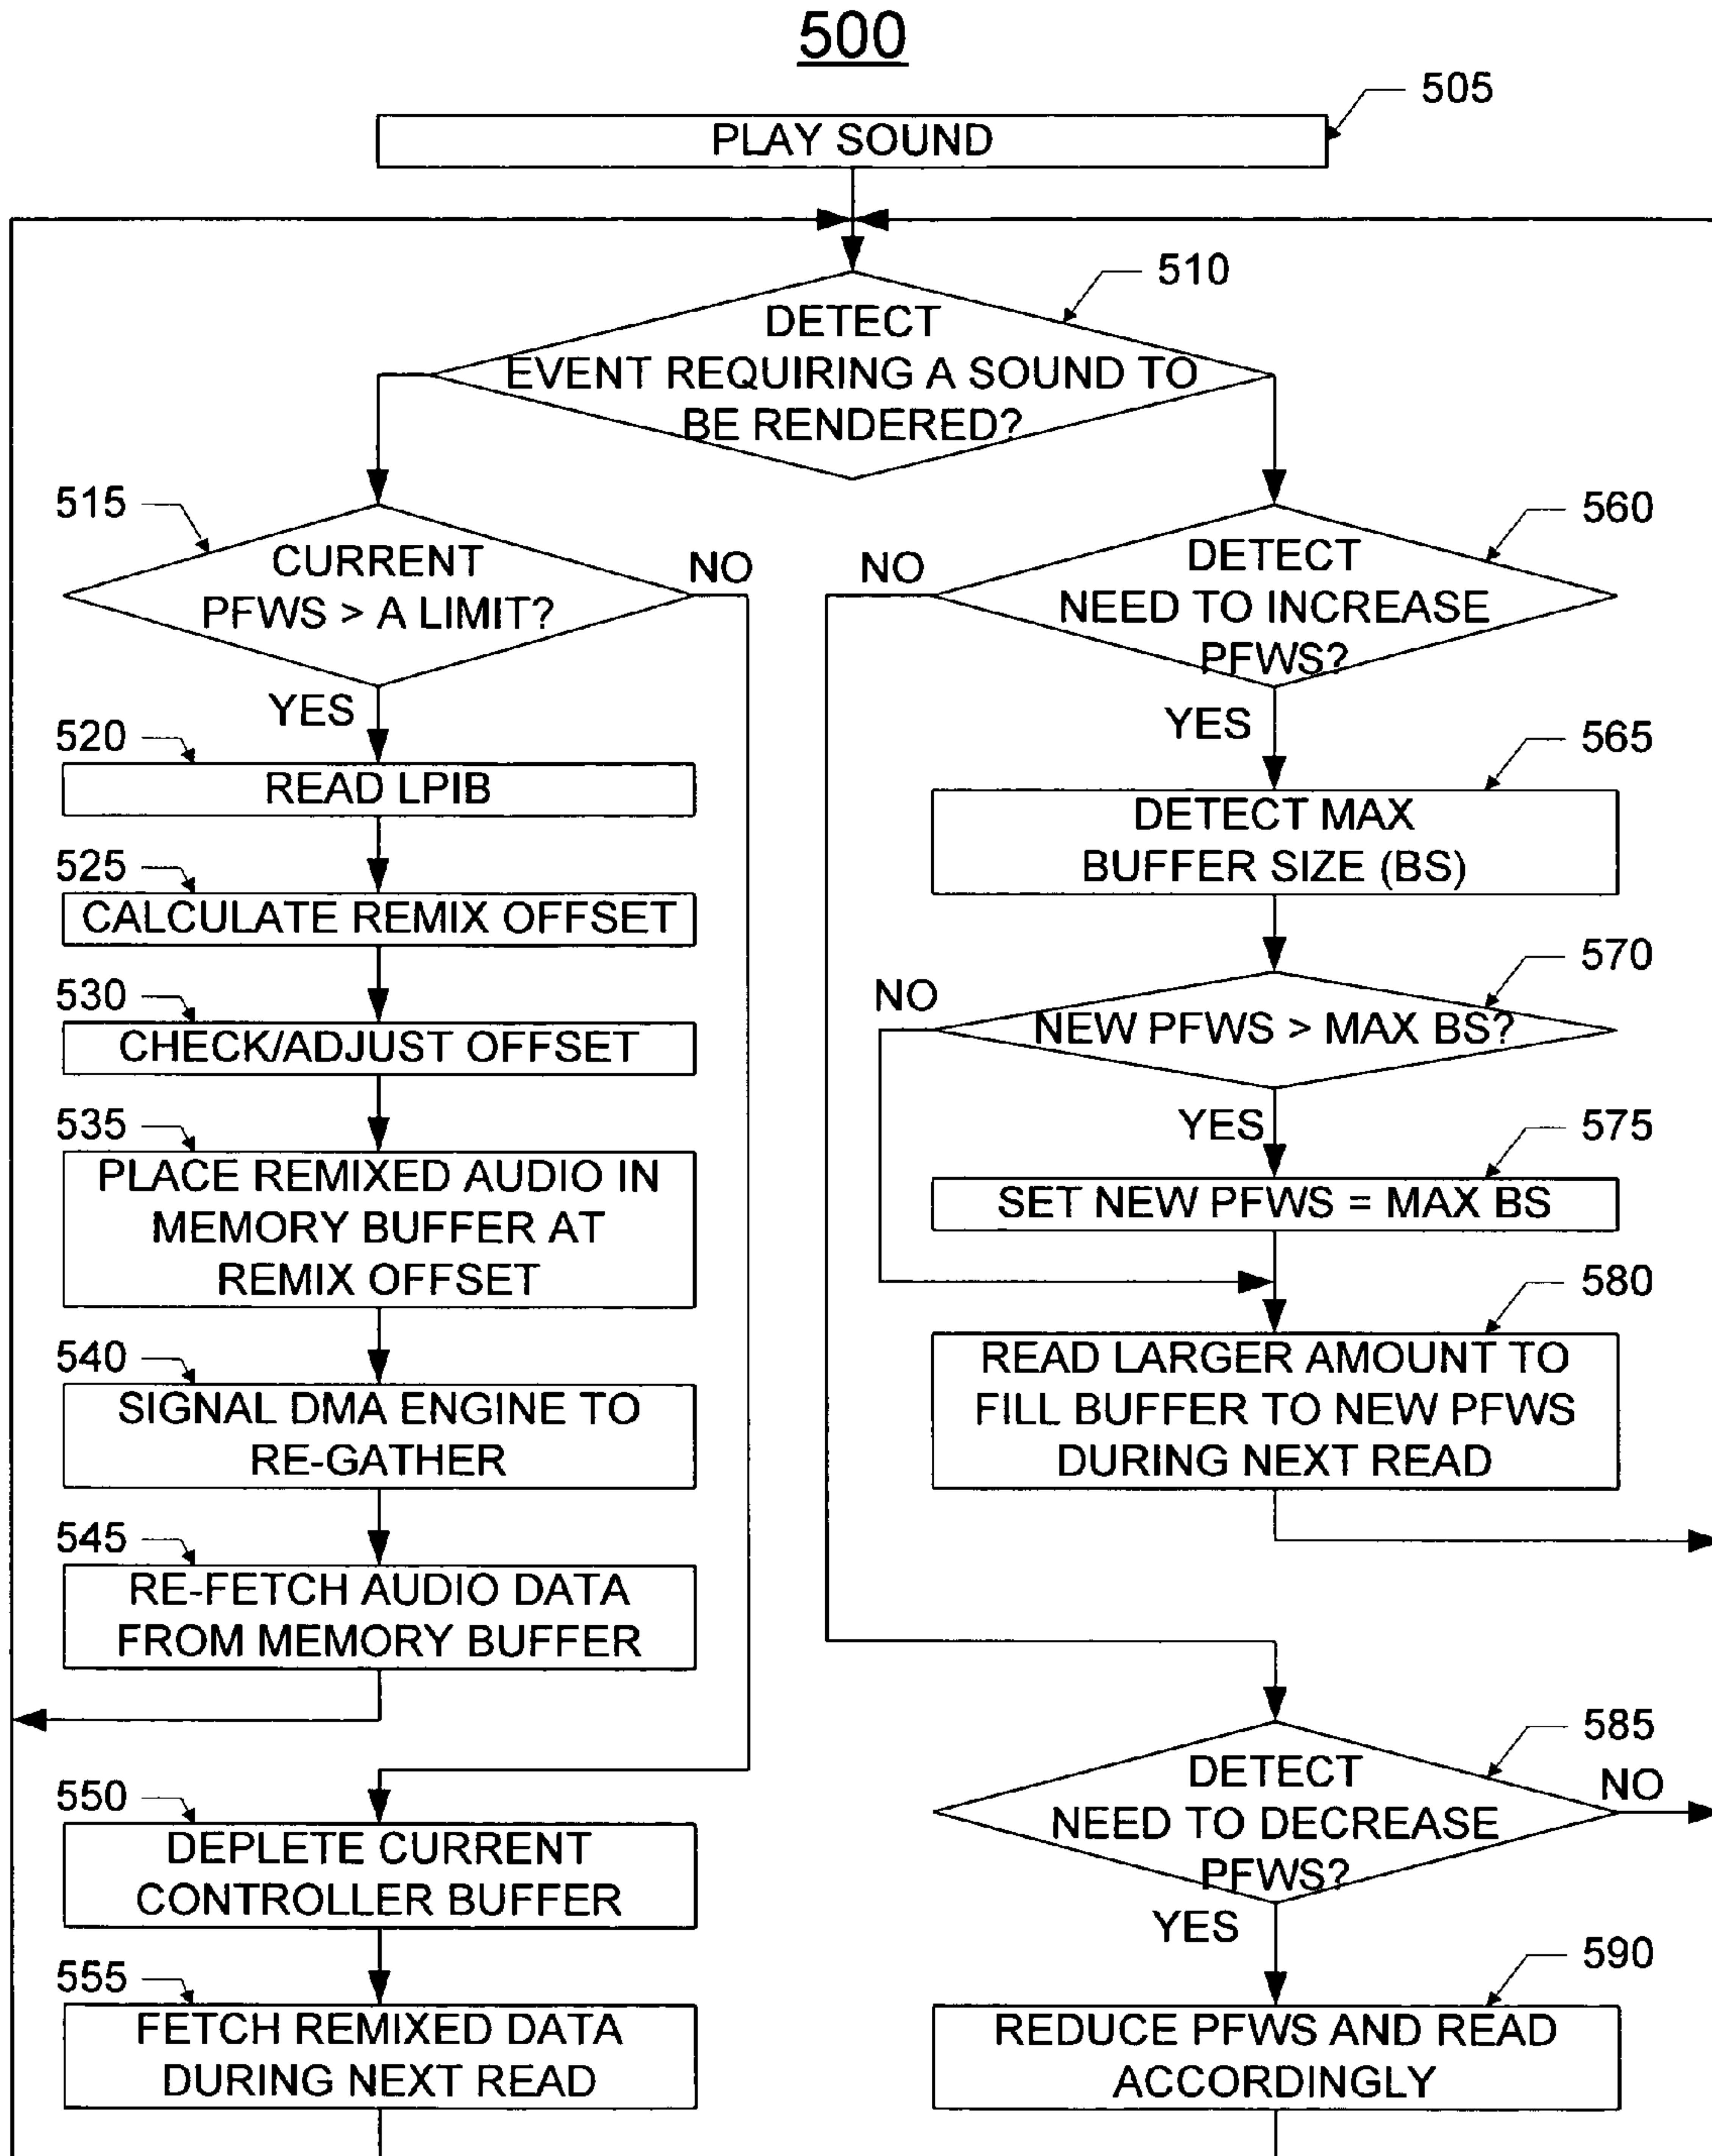 500
505
PLAY SOUND
510
DETECT
EVENT REQUIRING A SOUND TO
BE RENDERED?
515
CURRENT
PFWS > A LIMIT?
NO
YES
520
READ LPIB
525
CALCULATE REMIX OFFSET
530
CHECK/ADJUST OFFSET
535
PLACE REMIXED AUDIO IN
MEMORY BUFFER AT
REMIX OFFSET
540
SIGNAL DMA ENGINE TO
RE-GATHER
545
RE-FETCH AUDIO DATA
FROM MEMORY BUFFER
550
DEPLETE CURRENT
CONTROLLER BUFFER
555
FETCH REMIXED DATA
DURING NEXT READ
560
NO
DETECT
NEED TO INCREASE
PFWS?
YES
565
DETECT MAX
BUFFER SIZE (BS)
570
NO
NEW PFWS > MAX BS?
YES
575
SET NEW PFWS = MAX BS
580
READ LARGER AMOUNT TO
FILL BUFFER TO NEW PFWS
DURING NEXT READ
585
DETECT
NEED TO DECREASE
PFWS?
NO
YES
590
REDUCE PFWS AND READ
ACCORDINGLY